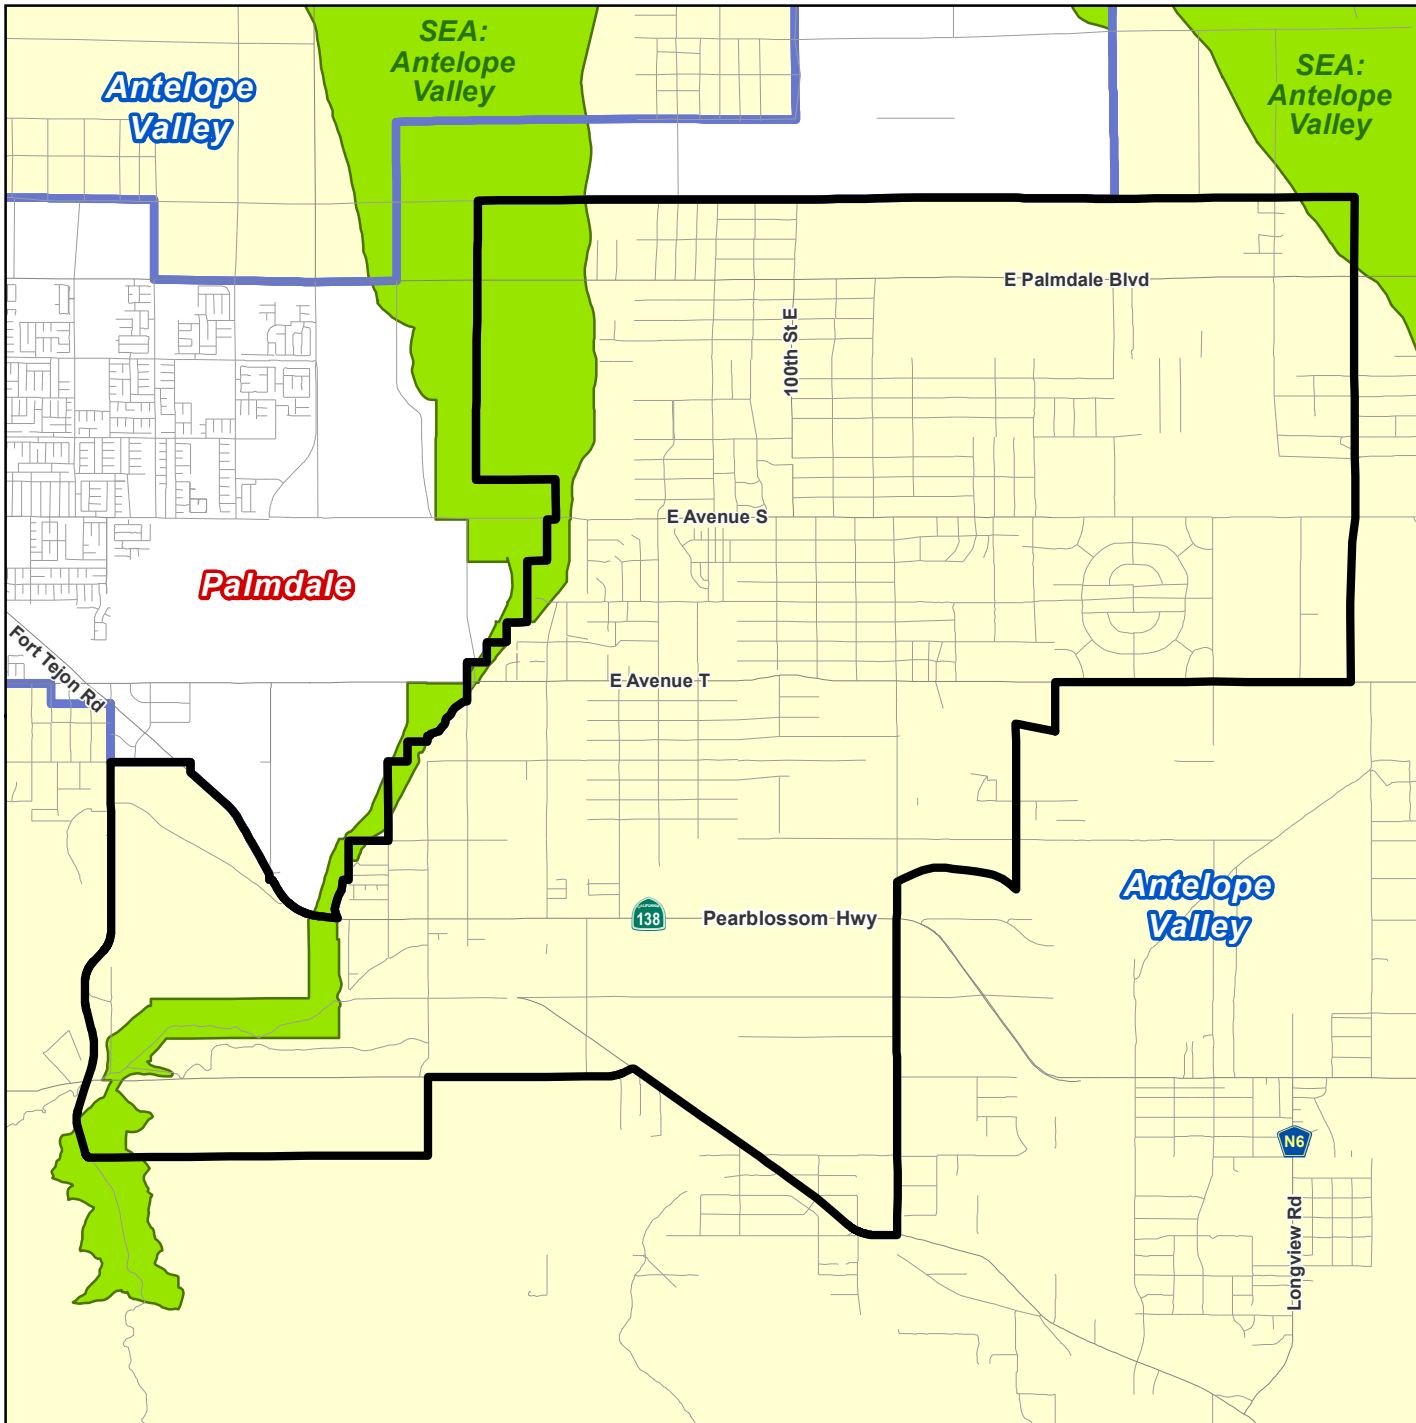 SEA:
Antelope
Valley
Antelope
Valley
SEA:
Antelope
Valley
E Palmdale Blvd
100th St E
E Avenue S
Palmdale
Fort Tejon Rd
E Avenue T
Antelope
Valley
CALIFORNIA
138
Pearblossom Hwy
N6
Longview Rd